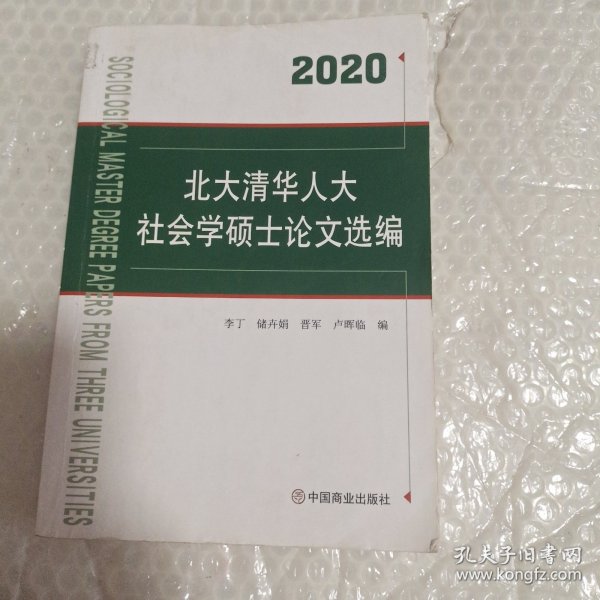 2020
北大清华人大
社会学硕士论文选编
李丁 储卉娟 晋军 卢晖临 编
中国商业出版社
SOCIOLOGICAL MASTER DEGREE PAPERS FROM THREE UNIVERSITIES
孔夫子旧书网
www.kongfz.com